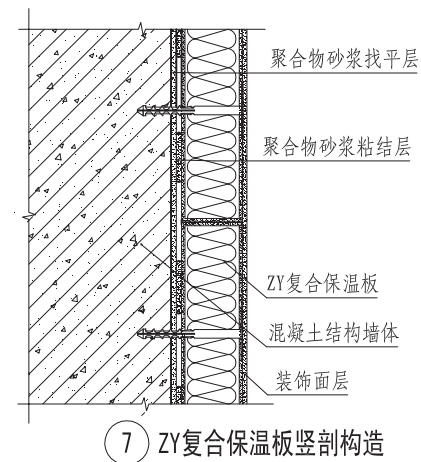 聚合物砂浆找平层
聚合物砂浆粘结层
ZY复合保温板
混凝土结构墙体
装饰面层
7 ZY复合保温板竖剖构造